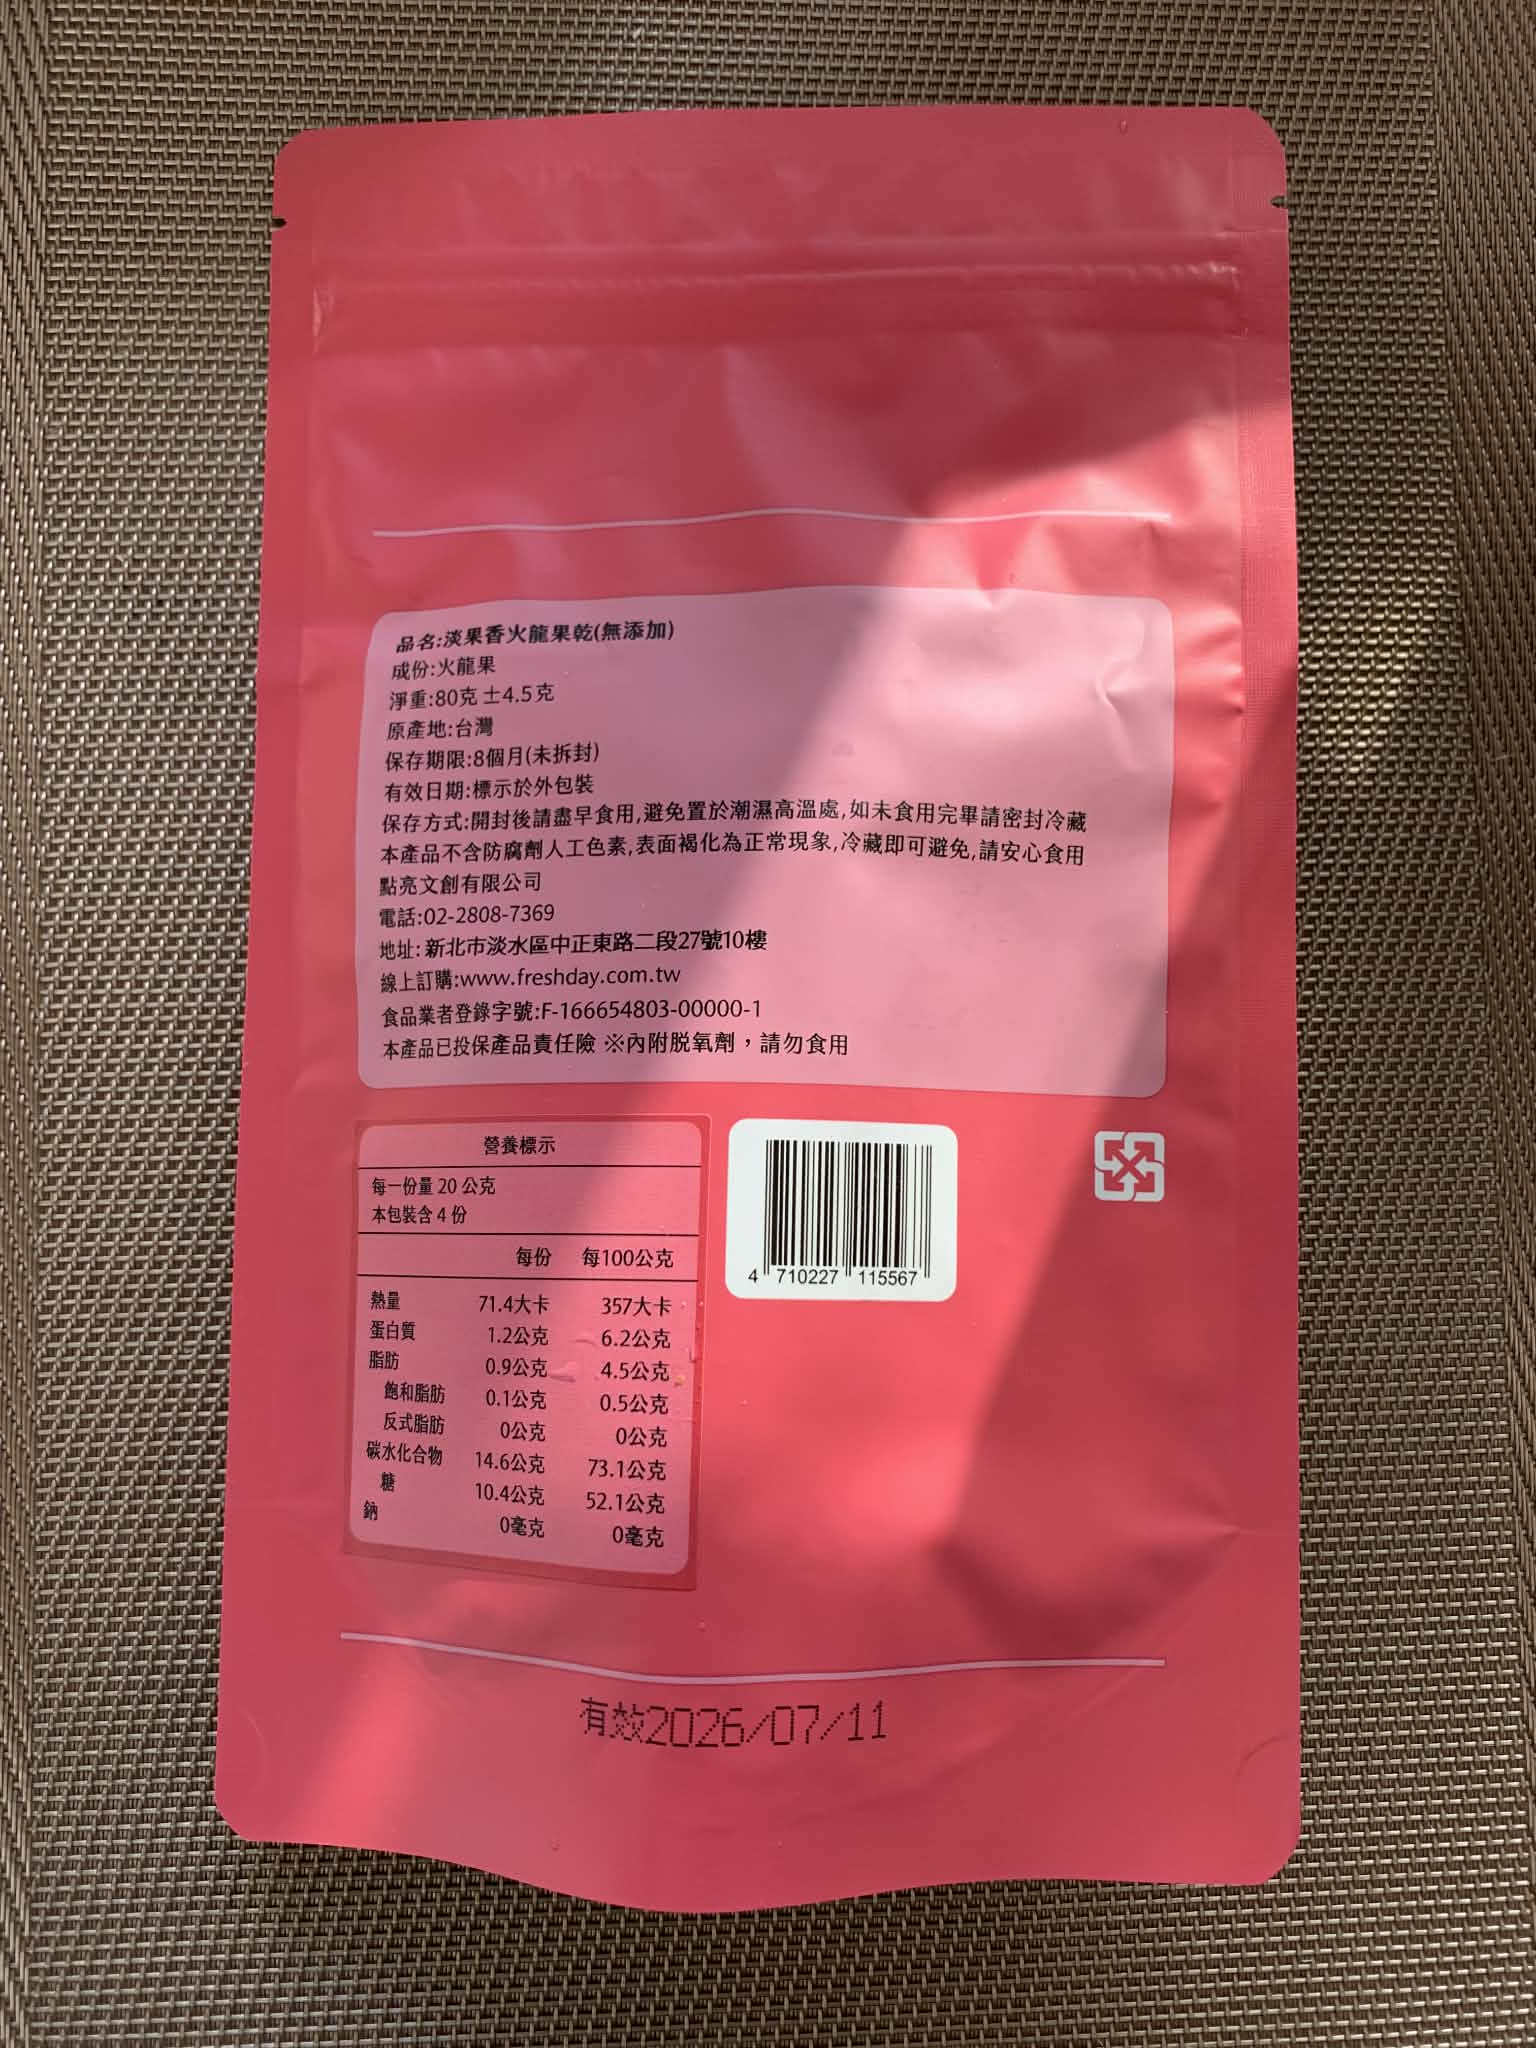 品名:淡果香火龍果乾(無添加)
成份:火龍果
淨重:80克 ±4.5克
原產地:台灣
保存期限:8個月(未拆封)
有效日期:標示於外包裝
保存方式:開封後請盡早食用,避免置於潮濕高溫處,如未食用完畢請密封冷藏
本產品不含防腐劑人工色素,表面褐化為正常現象,冷藏即可避免,請安心食用
點亮文創有限公司
電話:02-2808-7369
地址: 新北市淡水區中正東路二段27號10樓
線上訂購:www.freshday.com.tw
食品業者登錄字號:F-166654803-00000-1
本產品已投保產品責任險 ※內附脫氧劑，請勿食用
營養標示
每一份量 20 公克
本包裝含 4 份
每份 每100公克
熱量 71.4大卡 357大卡
蛋白質 1.2公克 6.2公克
脂肪 0.9公克 4.5公克
飽和脂肪 0.1公克 0.5公克
反式脂肪 0公克 0公克
碳水化合物 14.6公克 73.1公克
糖 10.4公克 52.1公克
鈉 0毫克 0毫克
4 710227 115567
有效2026/07/11